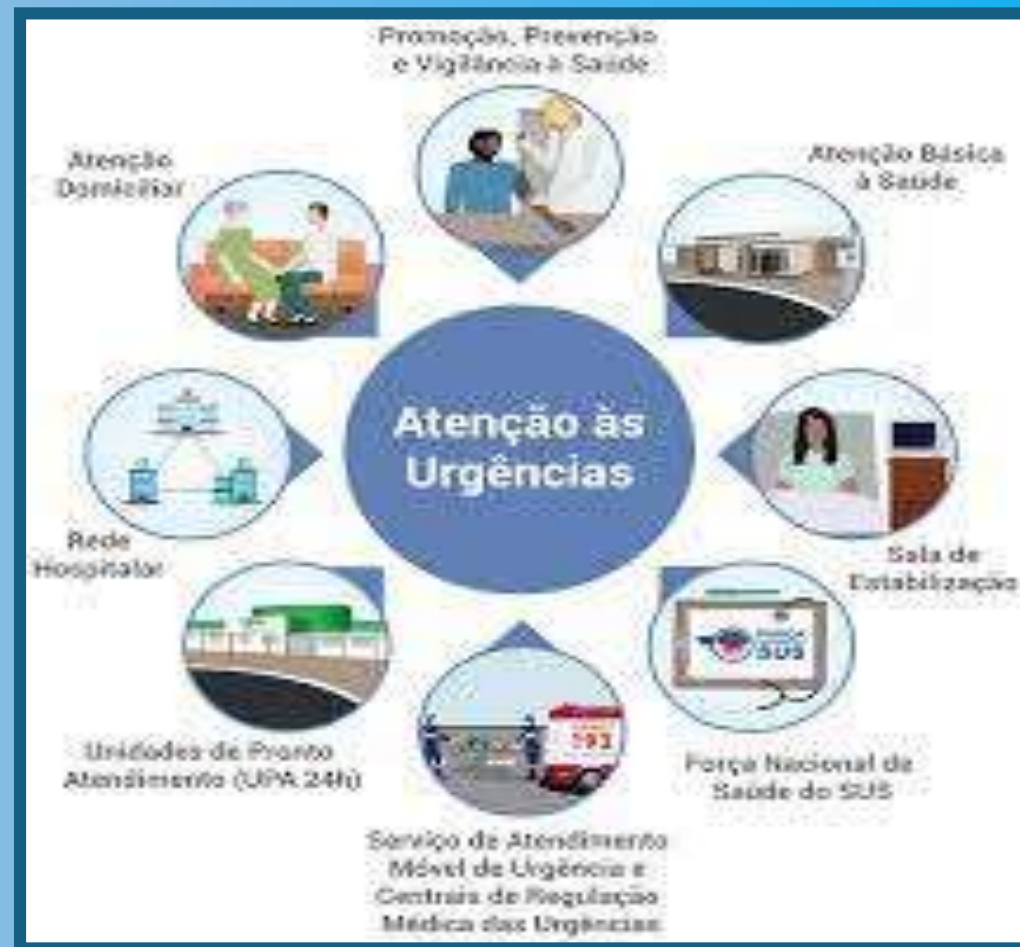 Promoção, Prevenção
e Vigilância à Saúde
Atenção Básica
à Saúde
Sala de
Estabilização
Força Nacional de
Saúde do SUS
Serviço de Atendimento
Móvel de Urgência e
Centrais de Regulação
Médica das Urgências
Unidades de Pronto
Atendimento (UPA 24h)
Rede
Hospitalar
Atenção
Domiciliar
Atenção às
Urgências
SUS
192